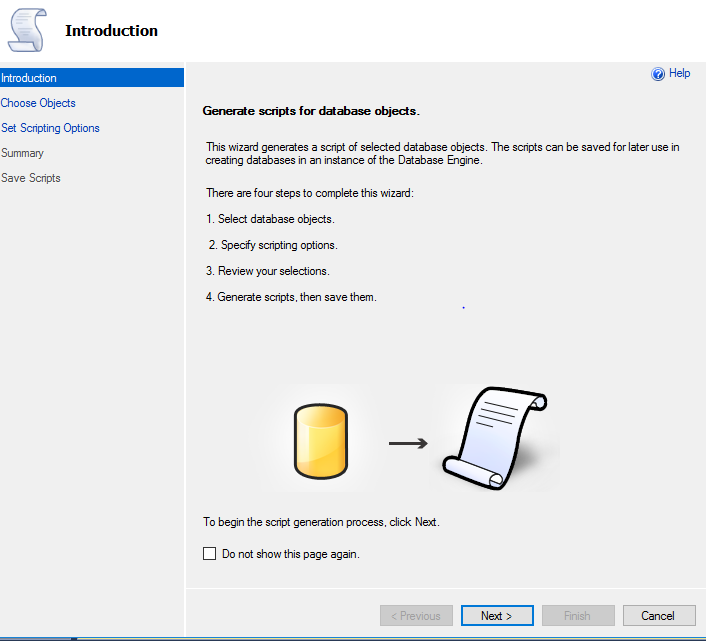 Introduction
Introduction
Choose Objects
Set Scripting Options
Summary
Save Scripts
Help
Generate scripts for database objects.
This wizard generates a script of selected database objects. The scripts can be saved for later use in
creating databases in an instance of the Database Engine.
There are four steps to complete this wizard:
1. Select database objects.
2. Specify scripting options.
3. Review your selections.
4. Generate scripts, then save them.
To begin the script generation process, click Next.
Do not show this page again.
< Previous
Next >
Finish
Cancel